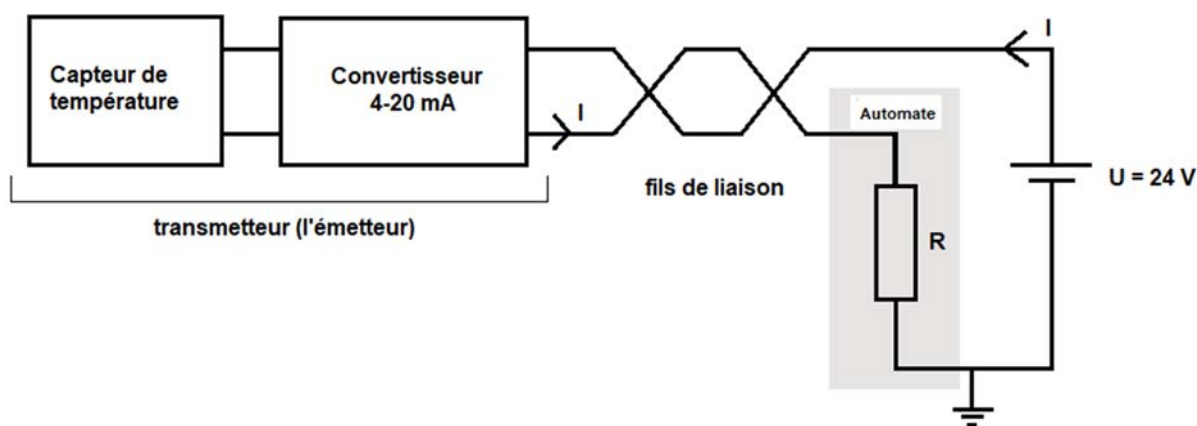 Capteur de
température
Convertisseur
4-20 mA
I
I
Automate
fils de liaison
U = 24 V
R
transmetteur (l'émetteur)